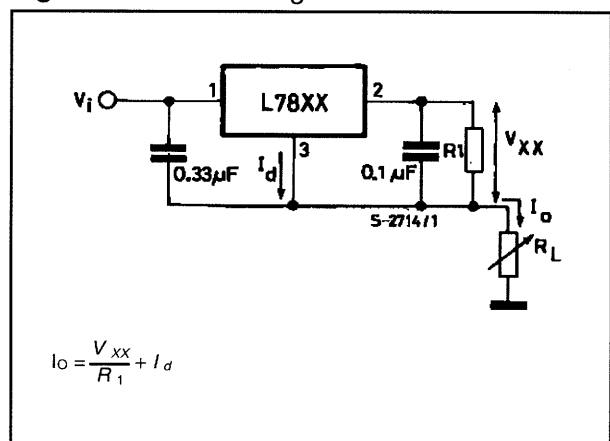 1
L78XX
2
Vi
3
0.33µF
Id
0.1µF
R1
VXX
S-2714/1
Io
RL
IO = VXX / R1 + Id